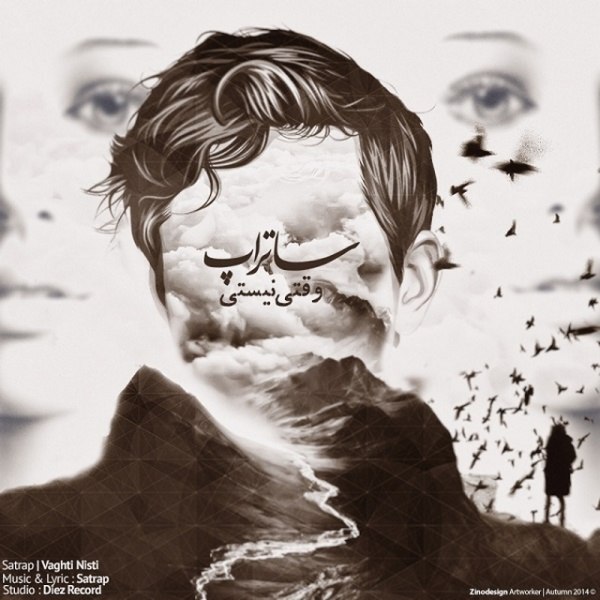 ساتراپ
وقتی نیستی
Satrap | Vaghti Nisti
Music & Lyric : Satrap
Studio : Diez Record
Zinodesign Artworker | Autumn 2014 ©